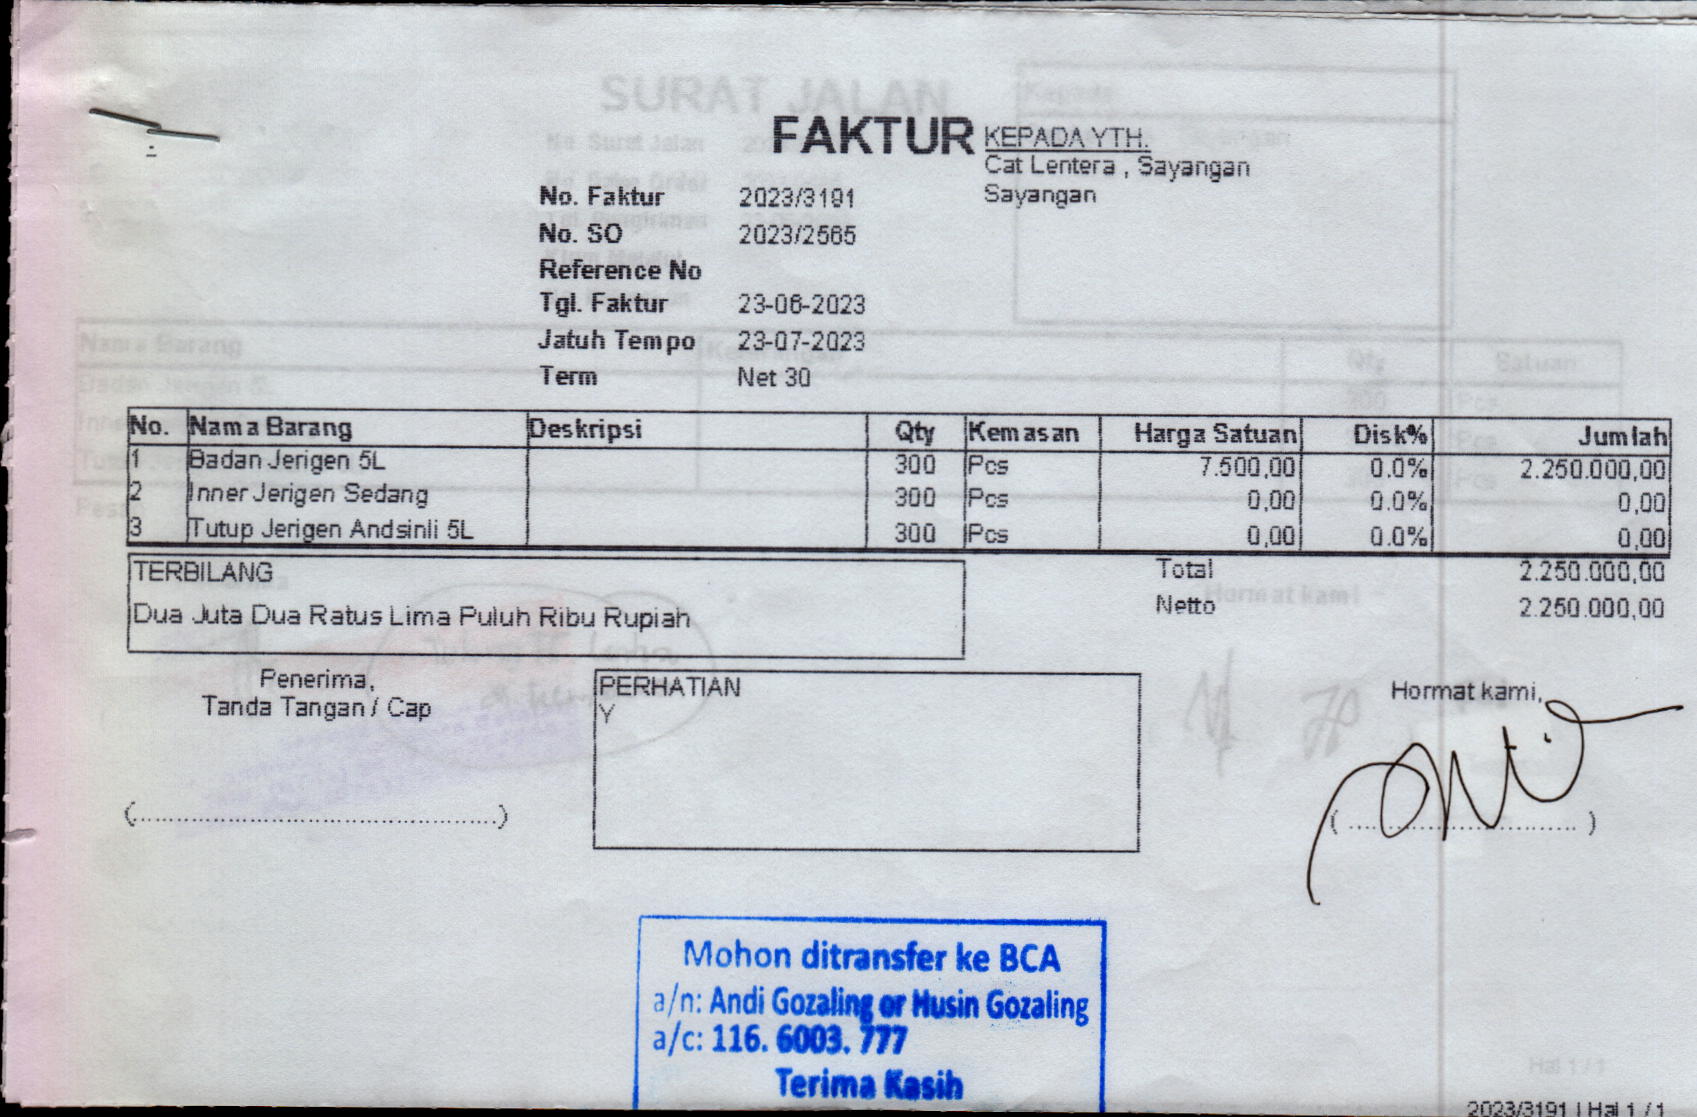 SURAT JALAN
FAKTUR
KEPADA YTH.
Cat Lentera , Sayangan
Sayangan
No. Faktur 2023/3191
No. SO 2023/2565
Reference No
Tgl. Faktur 23-06-2023
Jatuh Tempo 23-07-2023
Term Net 30
No. Nama Barang Deskripsi Qty Kemasan Harga Satuan Disk% Jumlah
1 Badan Jerigen 5L 300 Pcs 7.500,00 0.0% 2.250.000,00
2 Inner Jerigen Sedang 300 Pcs 0,00 0.0% 0,00
3 Tutup Jerigen Andsinli 5L 300 Pcs 0,00 0.0% 0,00
TERBILANG
Dua Juta Dua Ratus Lima Puluh Ribu Rupiah
Total 2.250.000,00
Netto 2.250.000,00
Penerima,
Tanda Tangan / Cap
PERHATIAN
Y
Hormat kami,
(..........................................)
( .......................... )
Mohon ditransfer ke BCA
a/n: Andi Gozaling or Husin Gozaling
a/c: 116. 6003. 777
Terima Kasih
Hal 1 / 1
2023/3191 | Hal 1 / 1